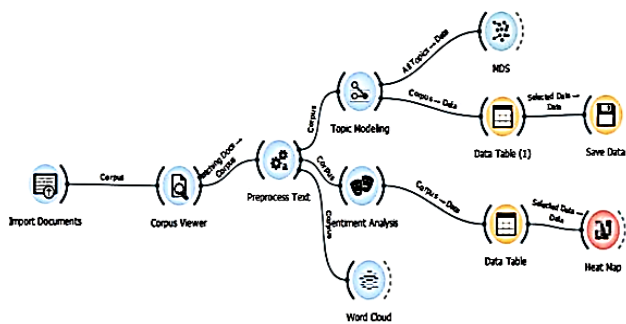 All Topics → Data
MDS
Corpus
Topic Modeling
Corpus → Data
Data Table (1)
Selected Data → Data
Save Data
Import Documents
Corpus
Corpus Viewer
Matching Docs → Corpus
Preprocess Text
Corpus
Sentiment Analysis
Corpus → Data
Data Table
Selected Data → Data
Heat Map
Corpus
Word Cloud